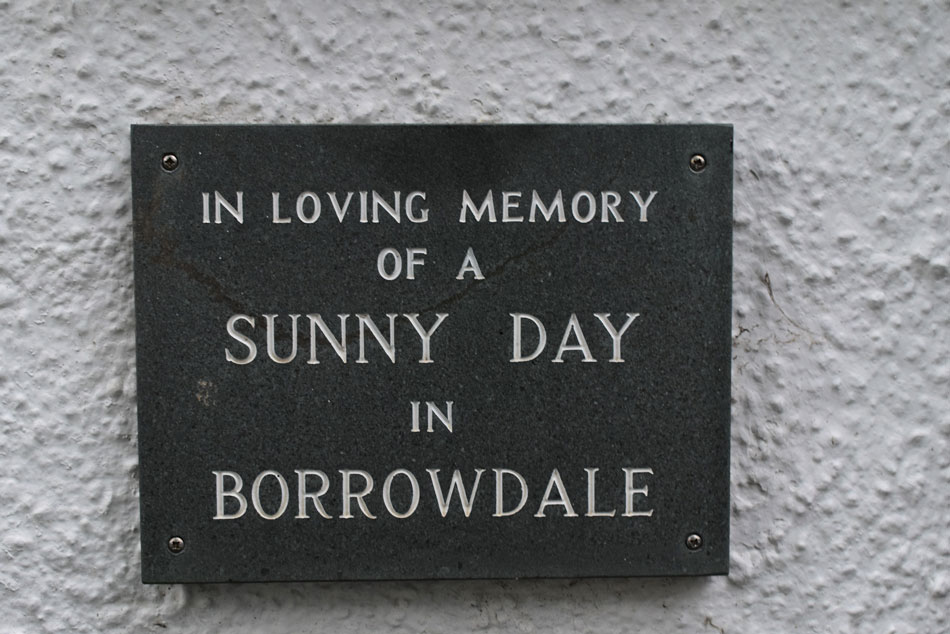 IN LOVING MEMORY
OF A
SUNNY DAY
IN
BORROWDALE